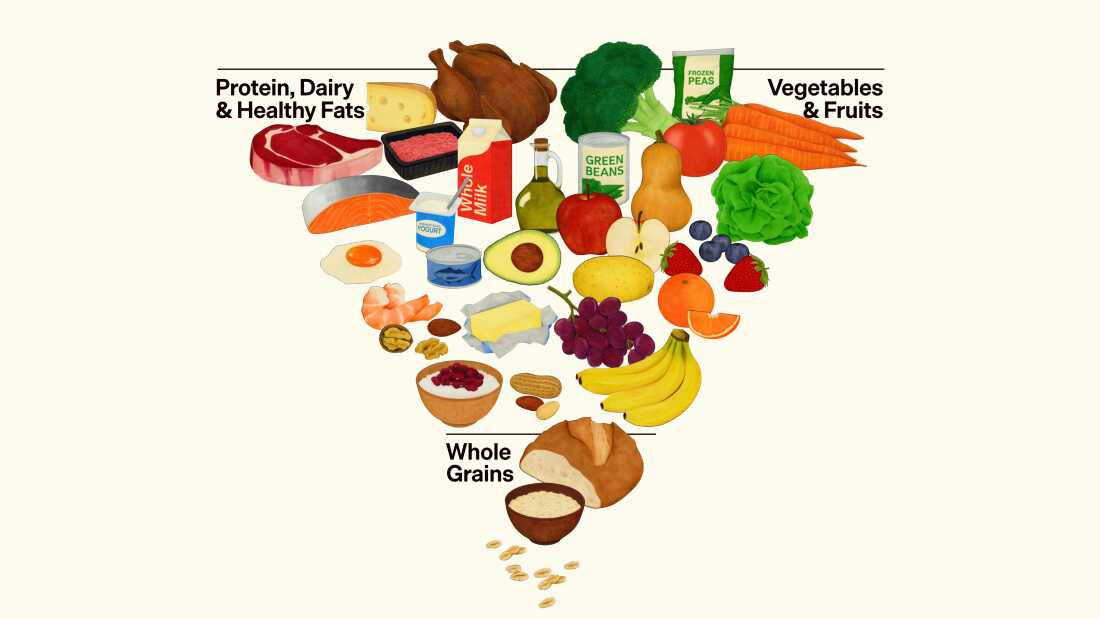 Protein, Dairy
& Healthy Fats
Vegetables
& Fruits
FROZEN
PEAS
Whole
Milk
GREEN
BEANS
YOGURT
Whole
Grains